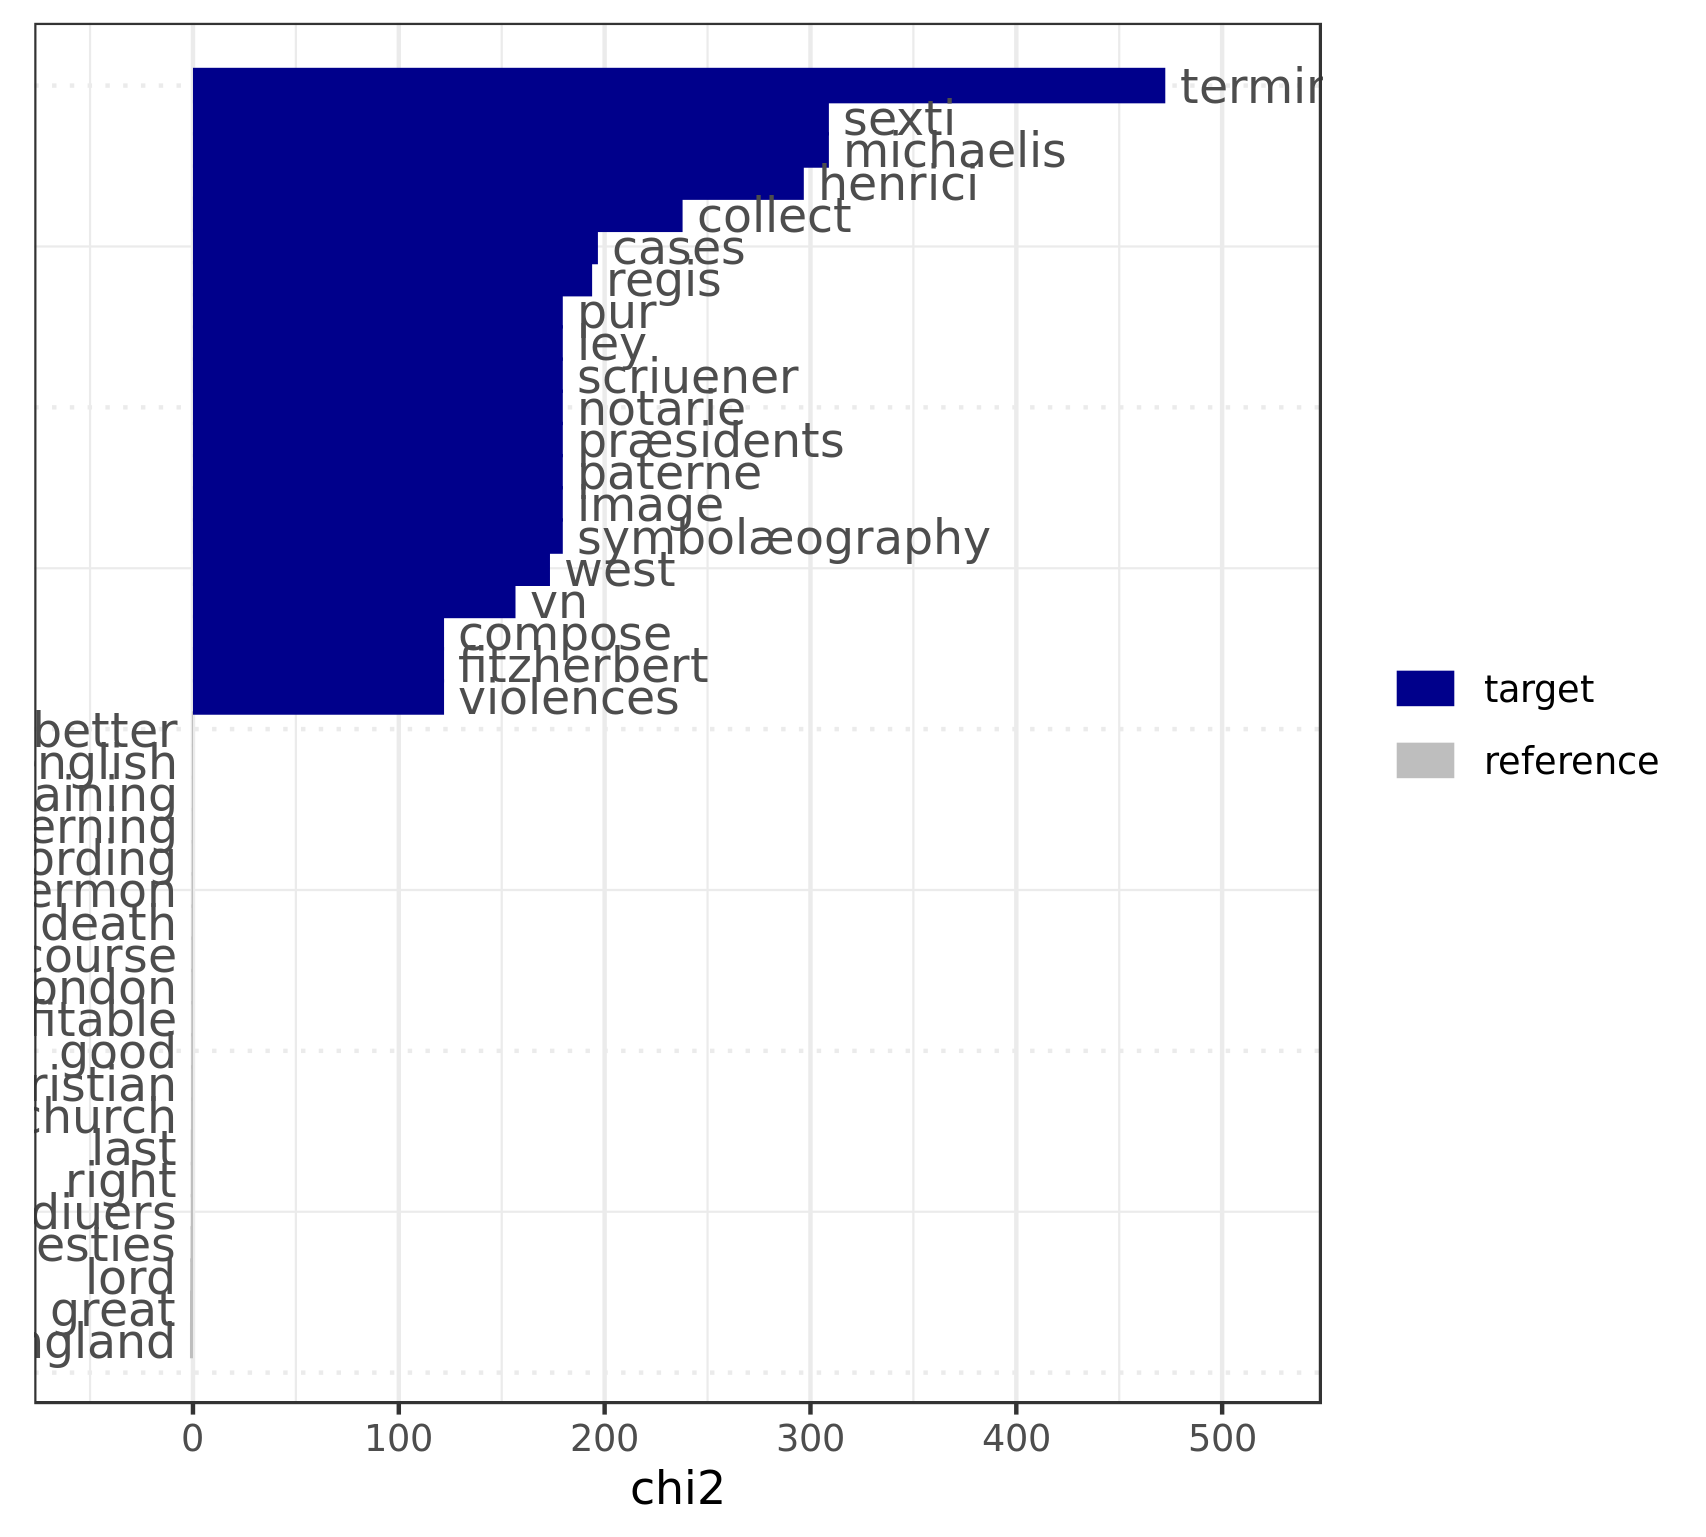 termin
sexti
michaelis
henrici
collect
cases
regis
pur
ley
scriuener
notarie
præsidents
paterne
image
symbolæography
west
vn
compose
fitzherbert
violences
better
nglish
aining
erning
ording
ermon
death
course
ondon
fitable
good
ristian
church
last
right
diuers
esties
lord
great
ngland
target
reference
0 100 200 300 400 500
chi2